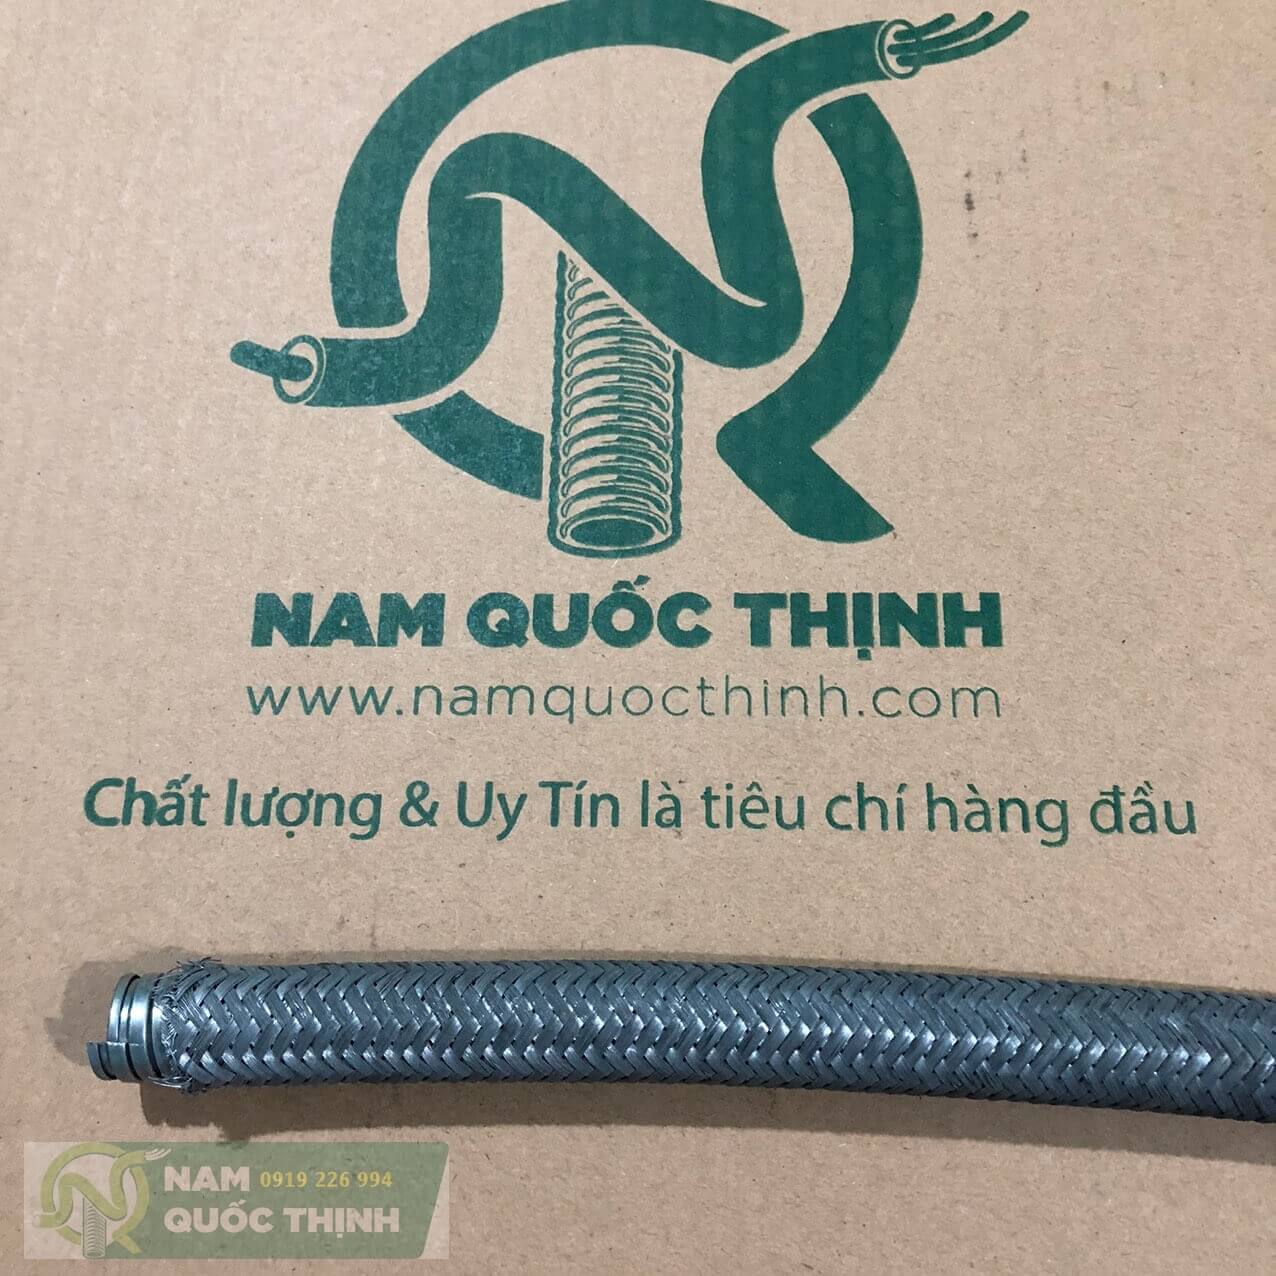 NAM QUỐC THỊNH
www.namquocthinh.com
Chất lượng & Uy Tín là tiêu chí hàng đầu
NAM 0919 226 994
QUỐC THỊNH